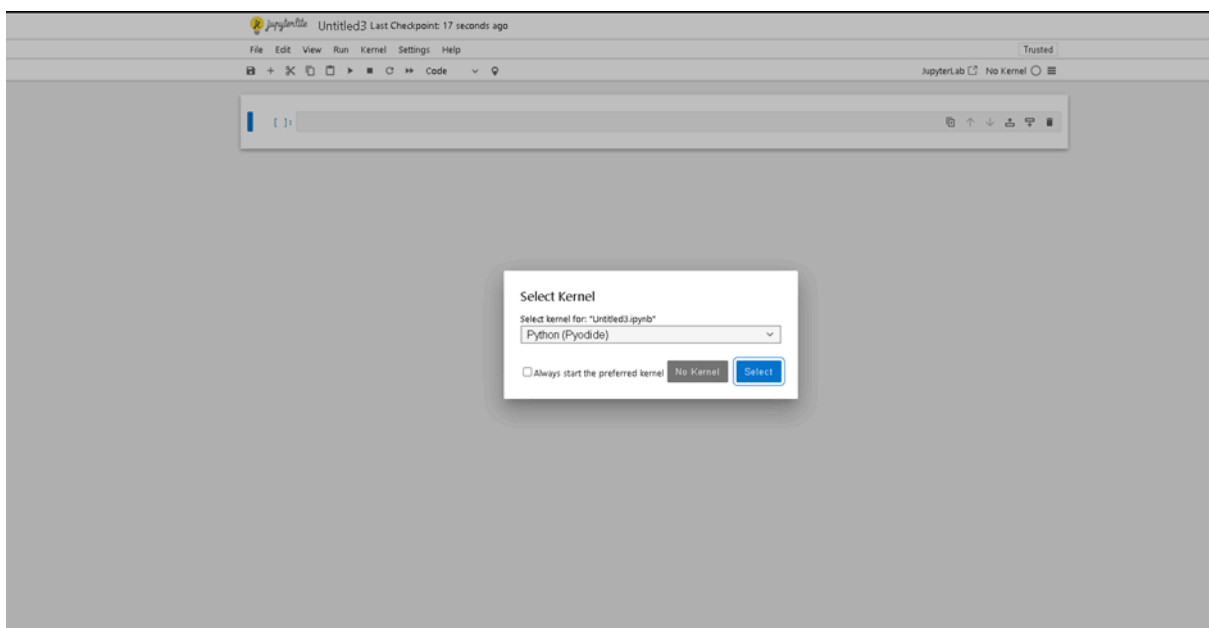 jupyterlite Untitled3 Last Checkpoint: 17 seconds ago
File Edit View Run Kernel Settings Help Trusted
Code JupyterLab No Kernel
[ ]:
Select Kernel
Select kernel for: "Untitled3.ipynb"
Python (Pyodide)
Always start the preferred kernel No Kernel Select